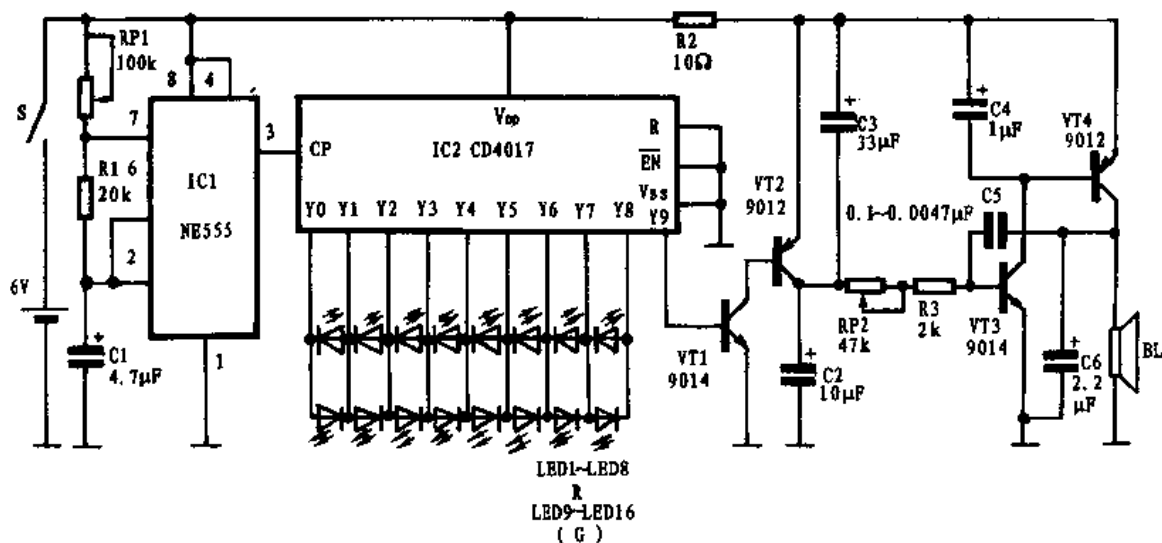 RP1
100k
8
4
R2
10Ω
S
7
3
VDD
R
C3
33μF
C4
1μF
VT4
9012
CP
IC2 CD4017
EN
R1 6
20k
IC1
NE555
VSS
VT2
9012
Y0 Y1 Y2 Y3 Y4 Y5 Y6 Y7 Y8
Y9
0.1~0.0047μF
C5
2
6V
RP2
47k
R3
2k
VT3
9014
C1
4.7μF
1
VT1
9014
C2
10μF
C6
2.2
μF
BL
LED1~LED8
R
LED9~LED16
( G )